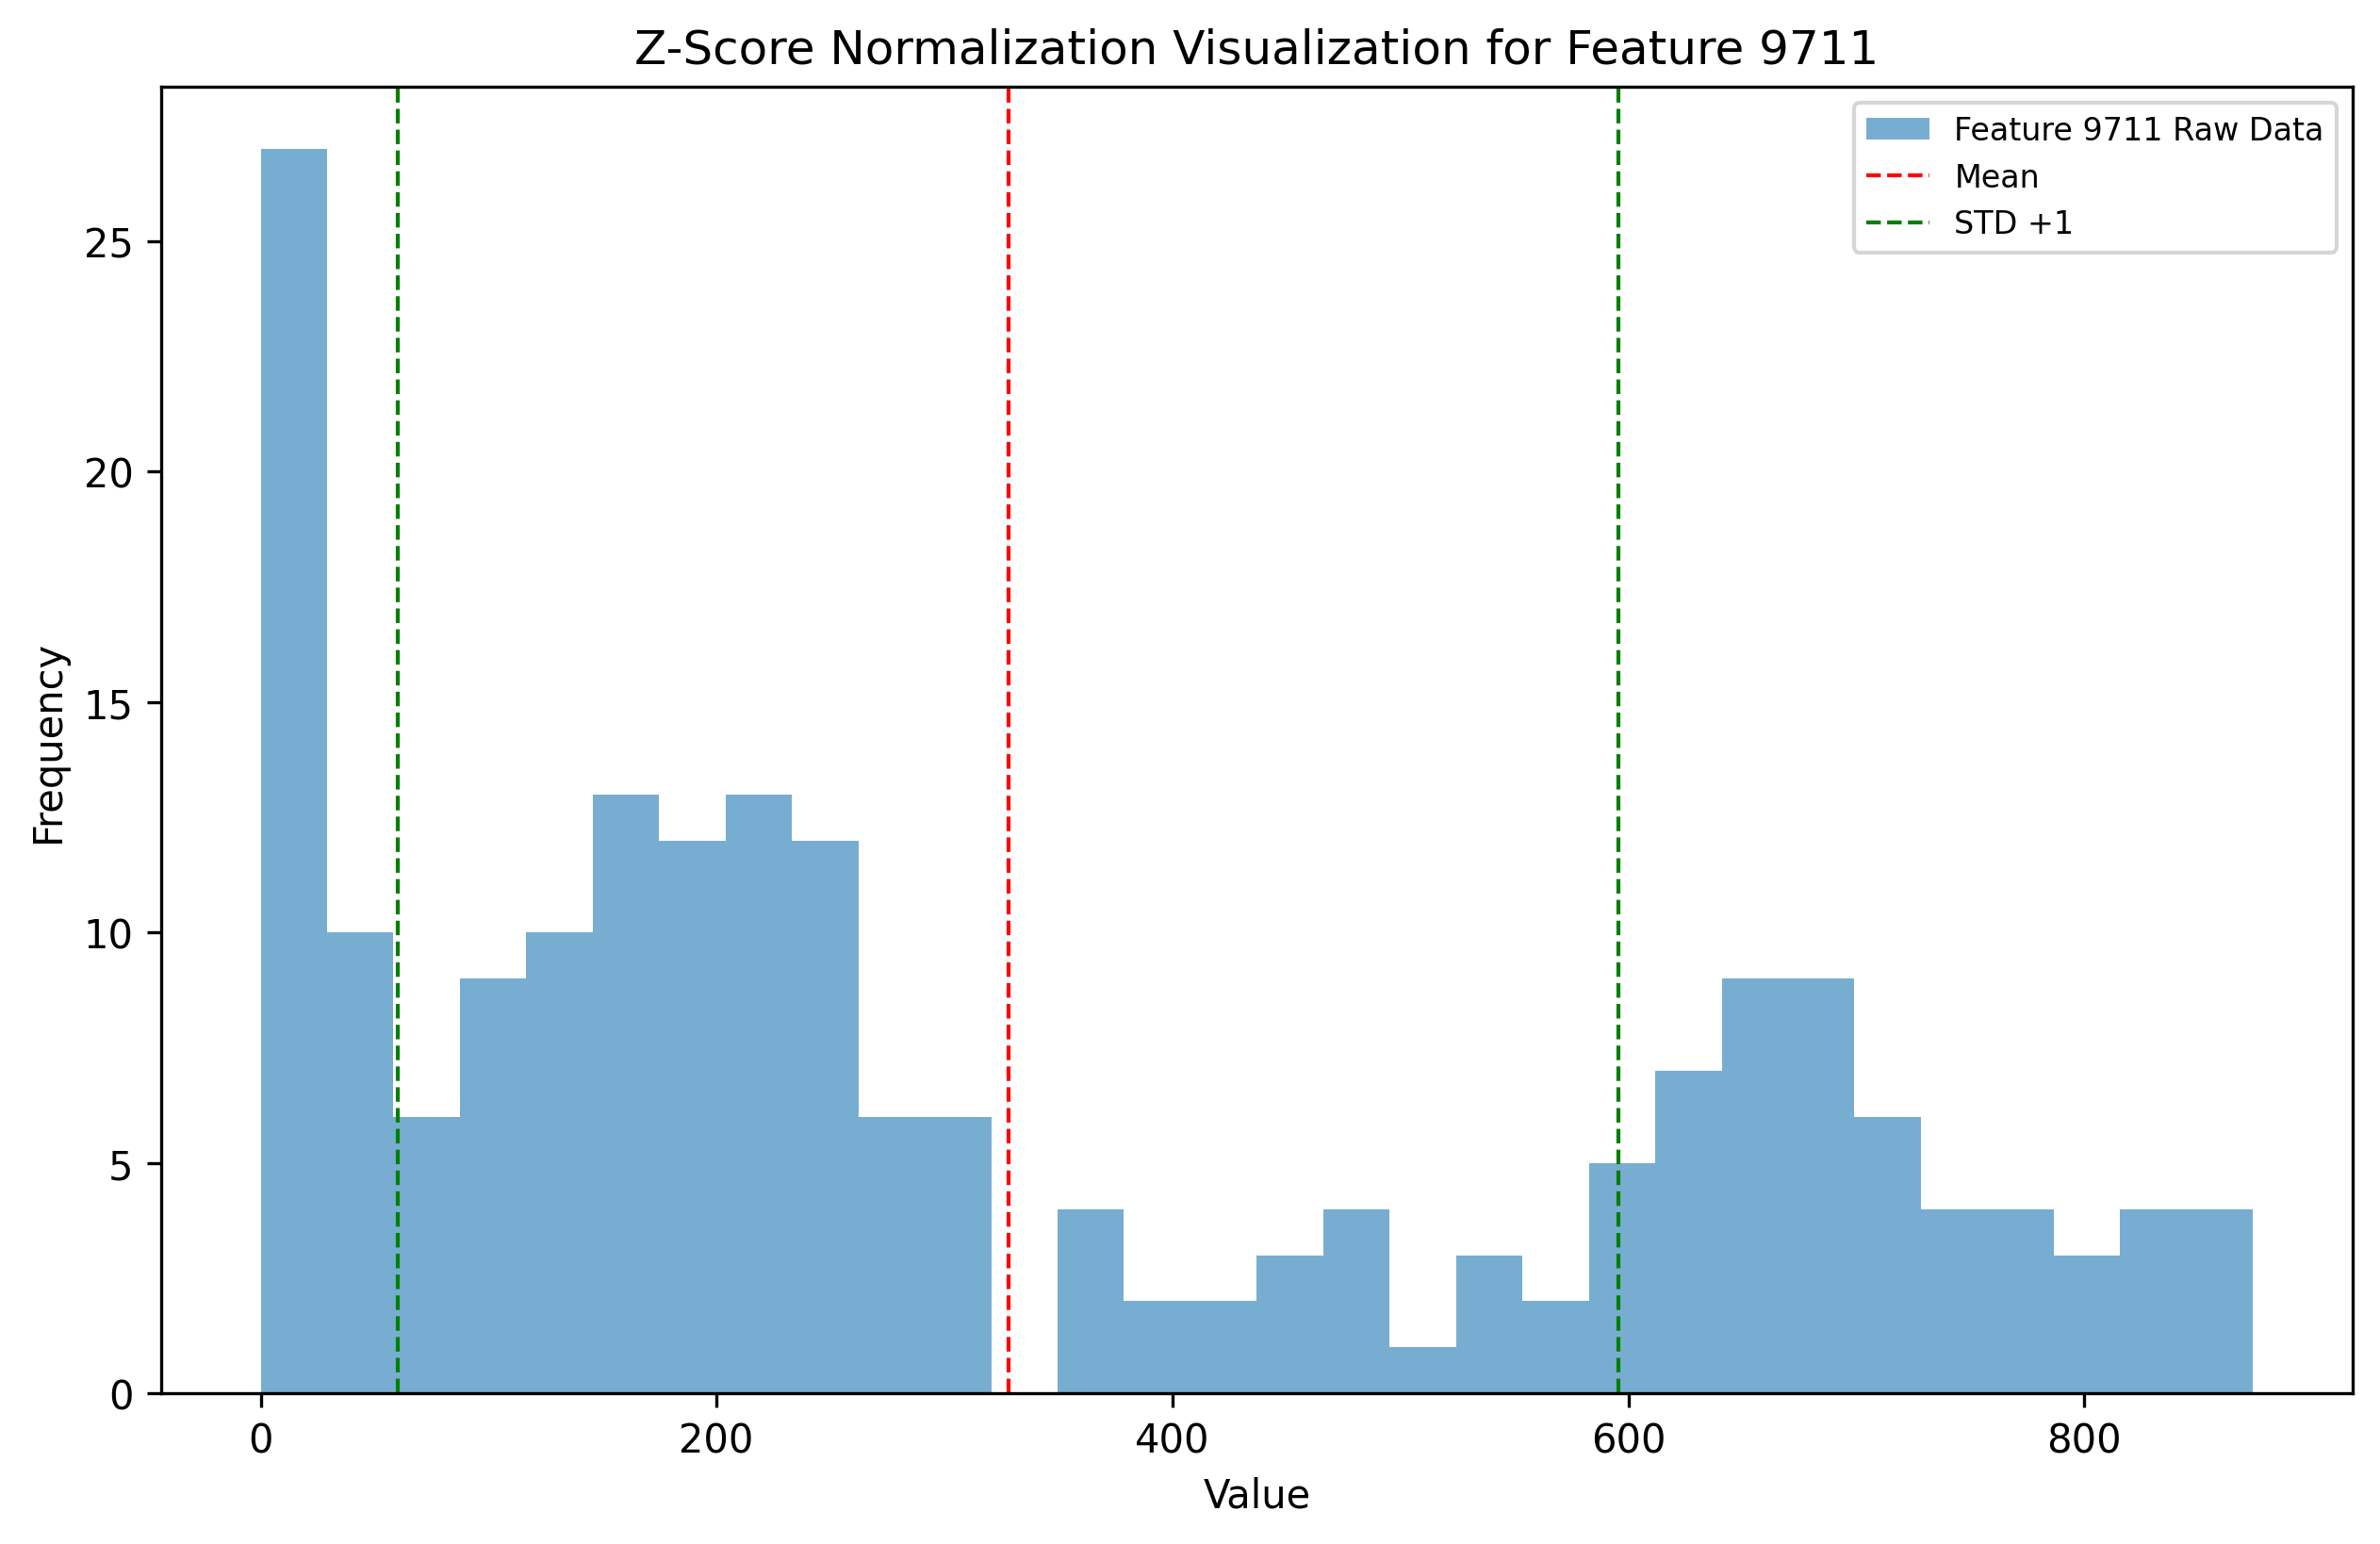 Z-Score Normalization Visualization for Feature 9711
Feature 9711 Raw Data
Mean
STD +1
25
20
15
10
5
0
Frequency
0 200 400 600 800
Value